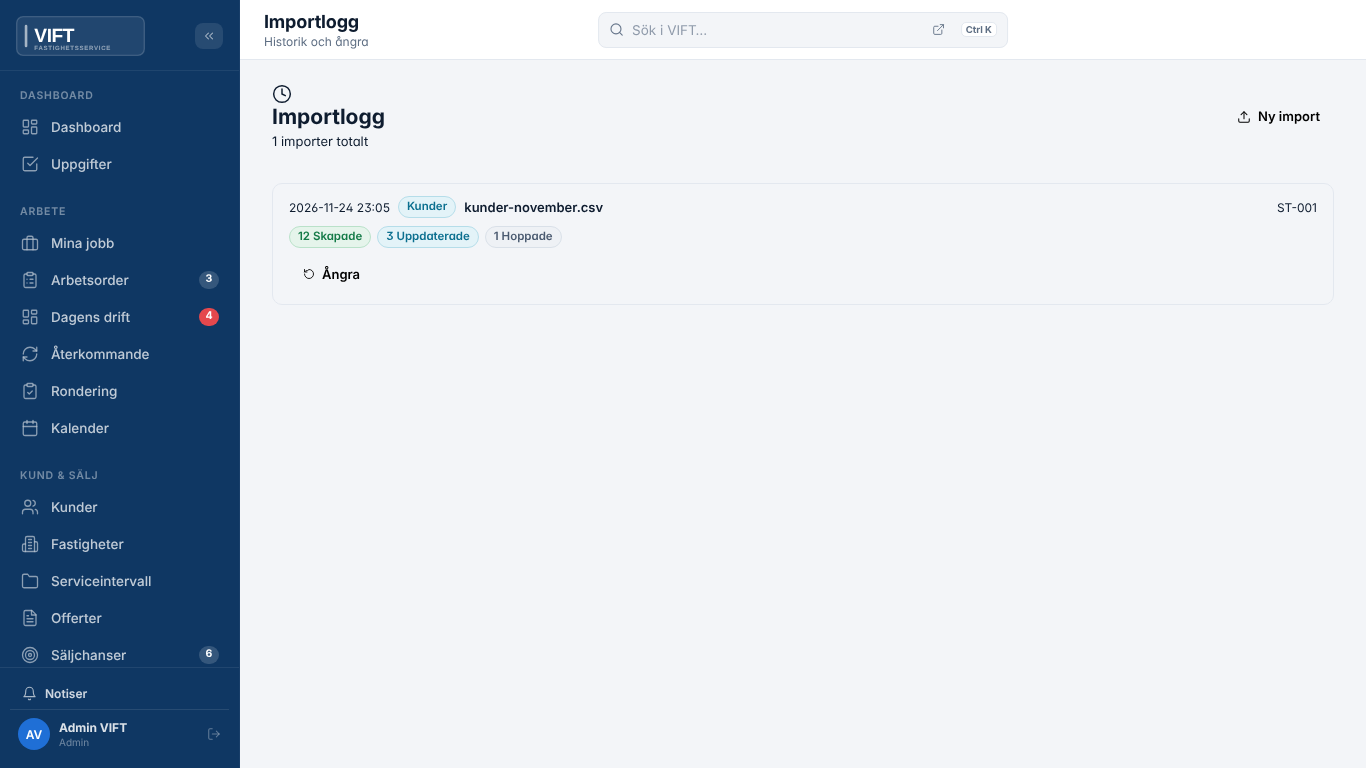 VIFT
FASTIGHETSSERVICE
DASHBOARD
Dashboard
Uppgifter
ARBETE
Mina jobb
Arbetsorder 3
Dagens drift 4
Återkommande
Rondering
Kalender
KUND & SÄLJ
Kunder
Fastigheter
Serviceintervall
Offerter
Säljchanser 6
Notiser
AV Admin VIFT
Admin
Importlogg
Historik och ångra
Sök i VIFT... Ctrl K
Importlogg
1 importer totalt
Ny import
2026-11-24 23:05 Kunder kunder-november.csv ST-001
12 Skapade 3 Uppdaterade 1 Hoppade
Ångra